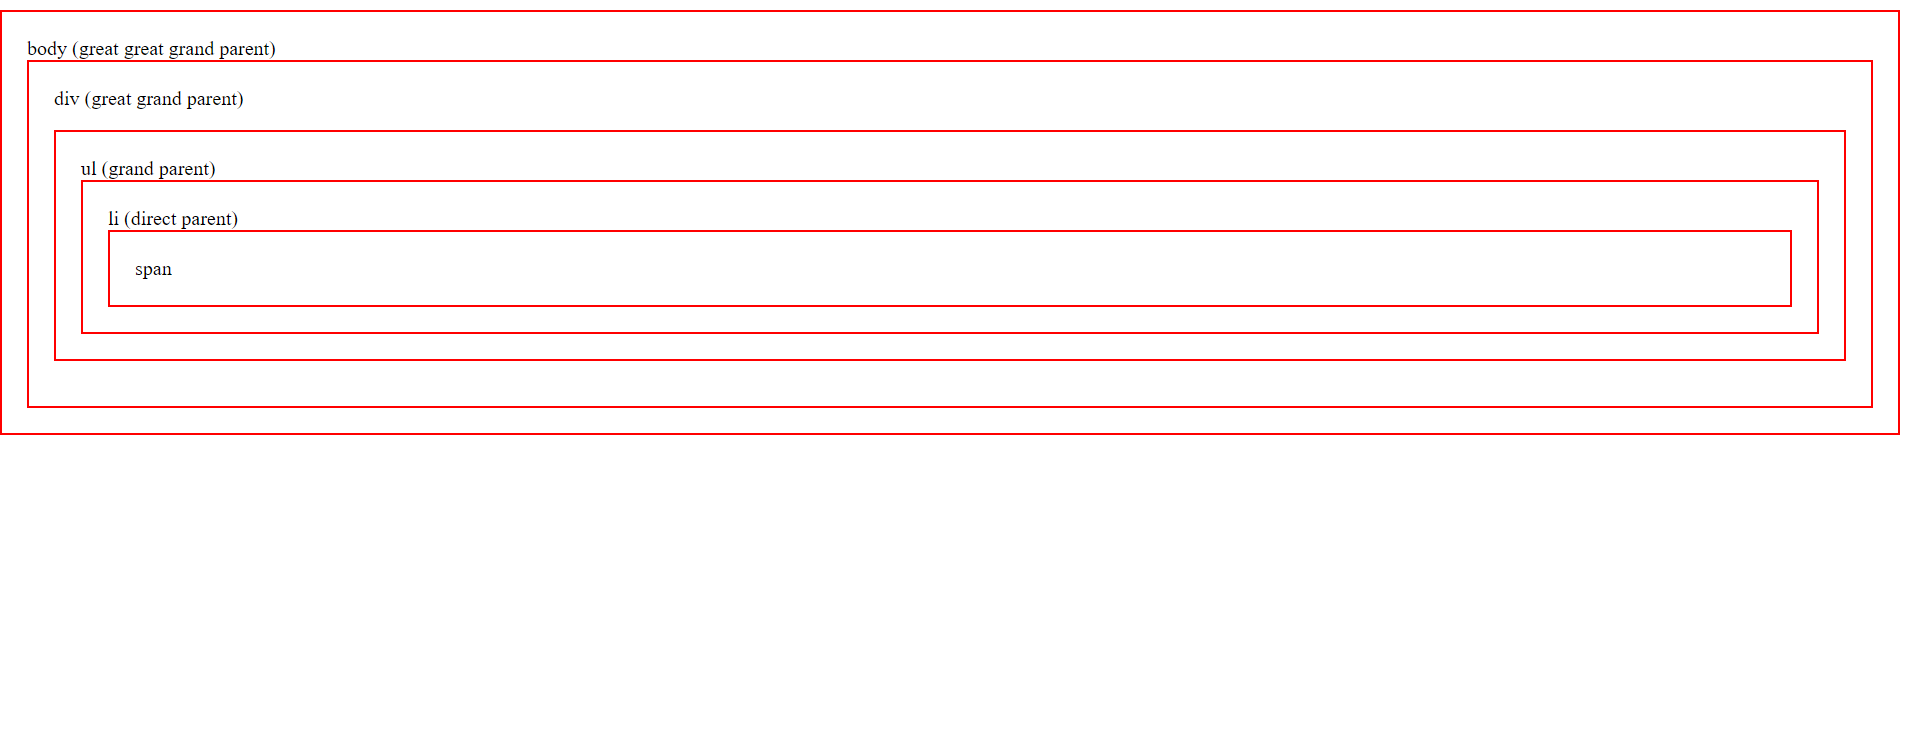 body (great great grand parent)
div (great grand parent)
ul (grand parent)
li (direct parent)
span